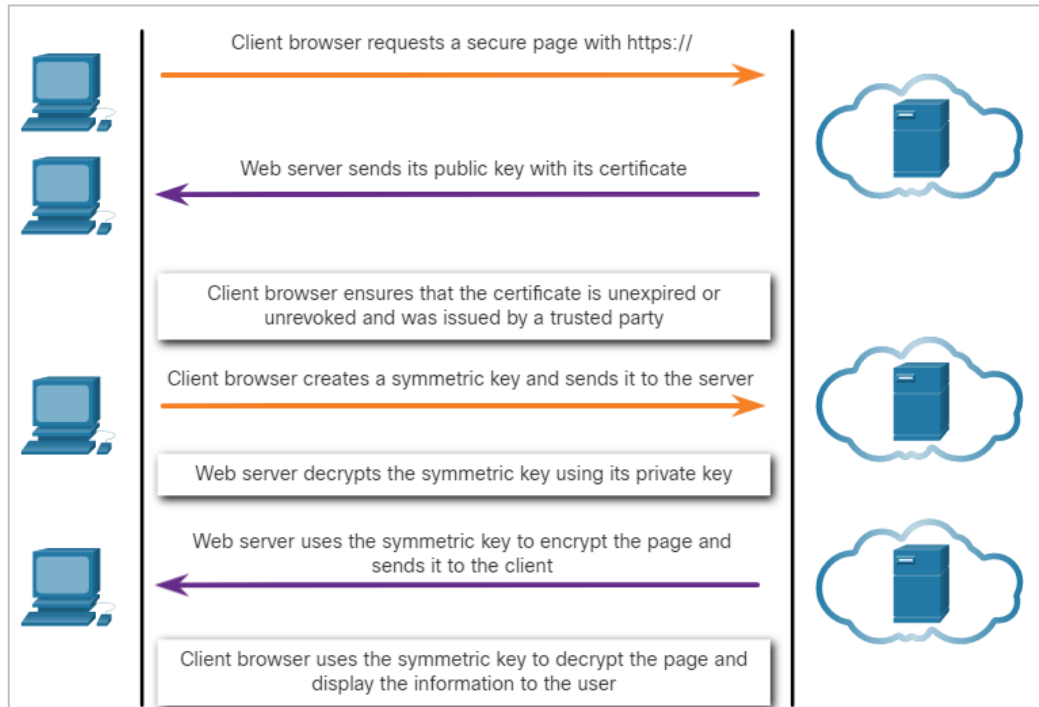 Client browser requests a secure page with https://
Web server sends its public key with its certificate
Client browser ensures that the certificate is unexpired or
unrevoked and was issued by a trusted party
Client browser creates a symmetric key and sends it to the server
Web server decrypts the symmetric key using its private key
Web server uses the symmetric key to encrypt the page and
sends it to the client
Client browser uses the symmetric key to decrypt the page and
display the information to the user